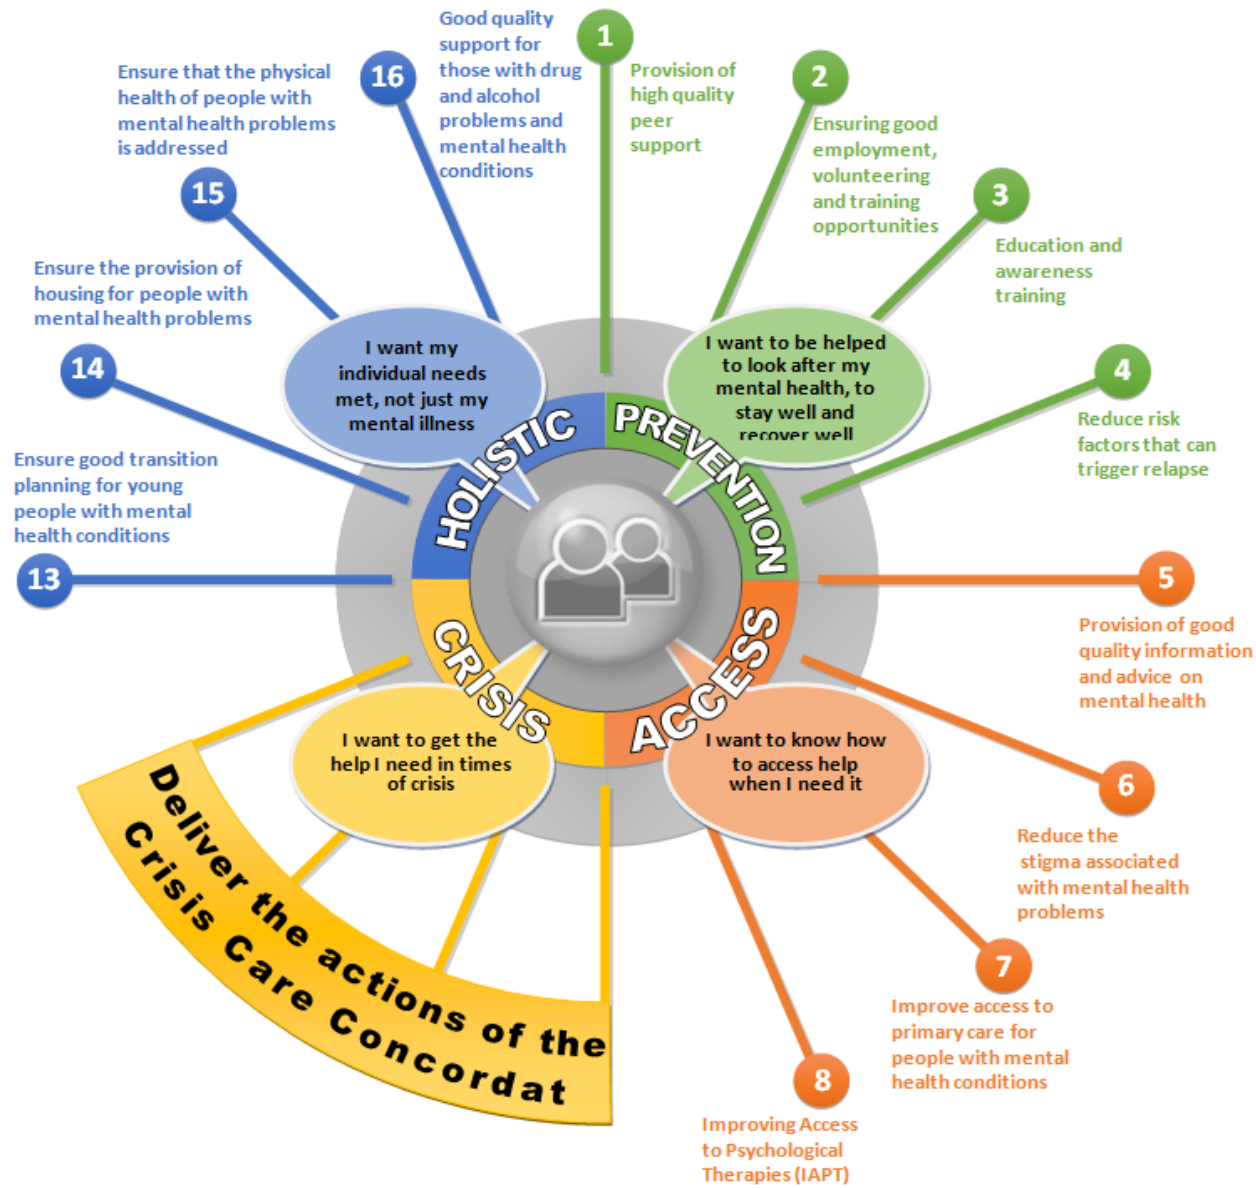 1
Provision of
high quality
peer
support
2
Ensuring good
employment,
volunteering
and training
opportunities
3
Education and
awareness
training
4
Reduce risk
factors that can
trigger relapse
5
Provision of good
quality information
and advice on
mental health
6
Reduce the
stigma associated
with mental health
problems
7
Improve access to
primary care for
people with mental
health conditions
8
Improving Access
to Psychological
Therapies (IAPT)
Deliver the actions of the
Crisis Care Concordat
13
Ensure good transition
planning for young
people with mental
health conditions
14
Ensure the provision of
housing for people with
mental health problems
15
Ensure that the physical
health of people with
mental health problems
is addressed
16
Good quality
support for
those with drug
and alcohol
problems and
mental health
conditions
HOLISTIC
I want my
individual needs
met, not just my
mental illness
PREVENTION
I want to be helped
to look after my
mental health, to
stay well and
recover well
CRISIS
I want to get the
help I need in times
of crisis
ACCESS
I want to know how
to access help
when I need it